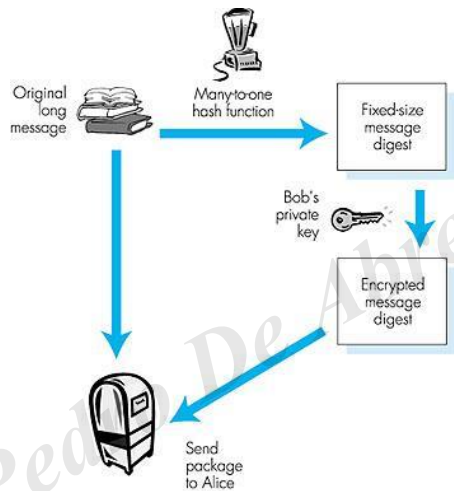 Original
long
message
Many-to-one
hash function
Fixed-size
message
digest
Bob's
private
key
Encrypted
message
digest
Send
package
to Alice
Pedro De Abre